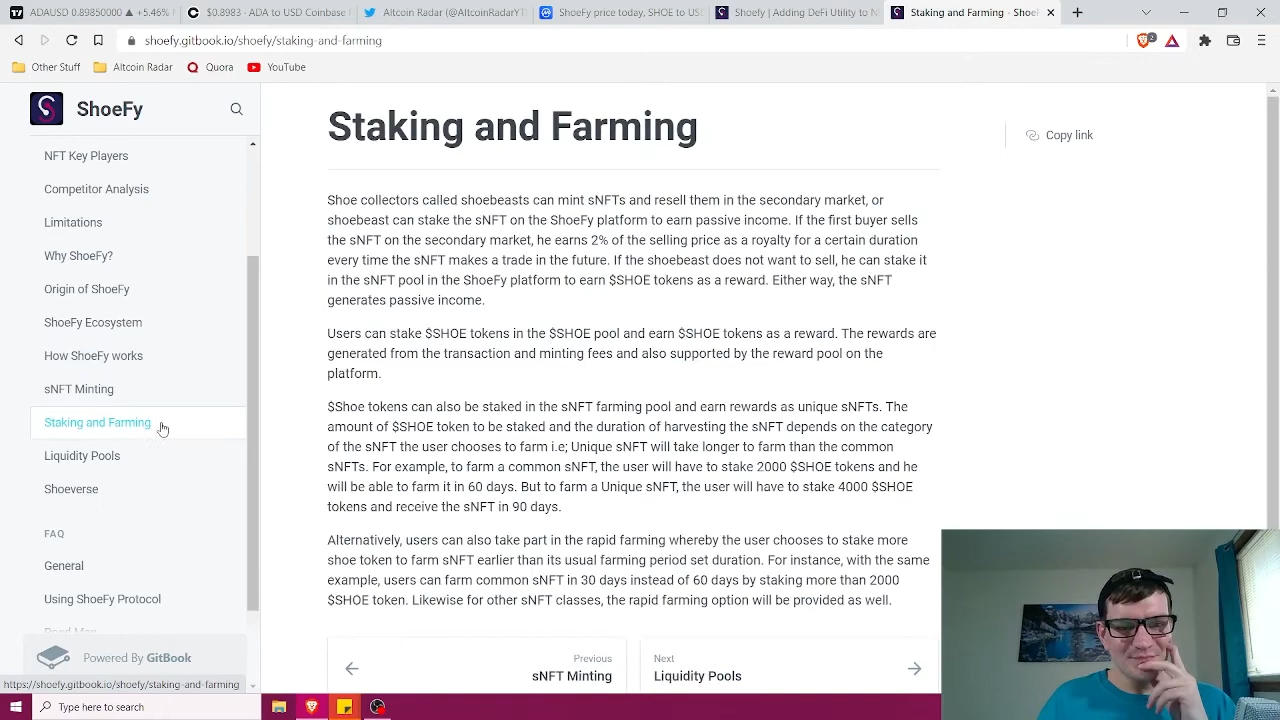 ADAUSD 0.89850000 ▲ +5.46%
$0.8983 - ADA to USD Coinbase
Altcoin Radar (@AltcoinRadarYT
ShoeFy price today, SHOE to US
Shoefy | Adding DeFi Utility to N
Staking and Farming - ShoeF
shoefy.gitbook.io/shoefy/staking-and-farming
2
Other Stuff
Altcoin Radar
Quora
YouTube
ShoeFy
NFT Key Players
Competitor Analysis
Limitations
Why ShoeFy?
Origin of ShoeFy
ShoeFy Ecosystem
How ShoeFy works
sNFT Minting
Staking and Farming
Liquidity Pools
Shoeverse
FAQ
General
Using ShoeFy Protocol
Read More
Powered By GitBook
https://shoefy.gitbook.io/shoefy/staking-and-farming
Staking and Farming
Copy link
Shoe collectors called shoebeasts can mint sNFTs and resell them in the secondary market, or
shoebeast can stake the sNFT on the ShoeFy platform to earn passive income. If the first buyer sells
the sNFT on the secondary market, he earns 2% of the selling price as a royalty for a certain duration
every time the sNFT makes a trade in the future. If the shoebeast does not want to sell, he can stake it
in the sNFT pool in the ShoeFy platform to earn $SHOE tokens as a reward. Either way, the sNFT
generates passive income.
Users can stake $SHOE tokens in the $SHOE pool and earn $SHOE tokens as a reward. The rewards are
generated from the transaction and minting fees and also supported by the reward pool on the
platform.
$Shoe tokens can also be staked in the sNFT farming pool and earn rewards as unique sNFTs. The
amount of $SHOE token to be staked and the duration of harvesting the sNFT depends on the category
of the sNFT the user chooses to farm i.e; Unique sNFT will take longer to farm than the common
sNFTs. For example, to farm a common sNFT, the user will have to stake 2000 $SHOE tokens and he
will be able to farm it in 60 days. But to farm a Unique sNFT, the user will have to stake 4000 $SHOE
tokens and receive the sNFT in 90 days.
Alternatively, users can also take part in the rapid farming whereby the user chooses to stake more
shoe token to farm sNFT earlier than its usual farming period set duration. For instance, with the same
example, users can farm common sNFT in 30 days instead of 60 days by staking more than 2000
$SHOE token. Likewise for other sNFT classes, the rapid farming option will be provided as well.
Previous
sNFT Minting
Next
Liquidity Pools
Type here to search